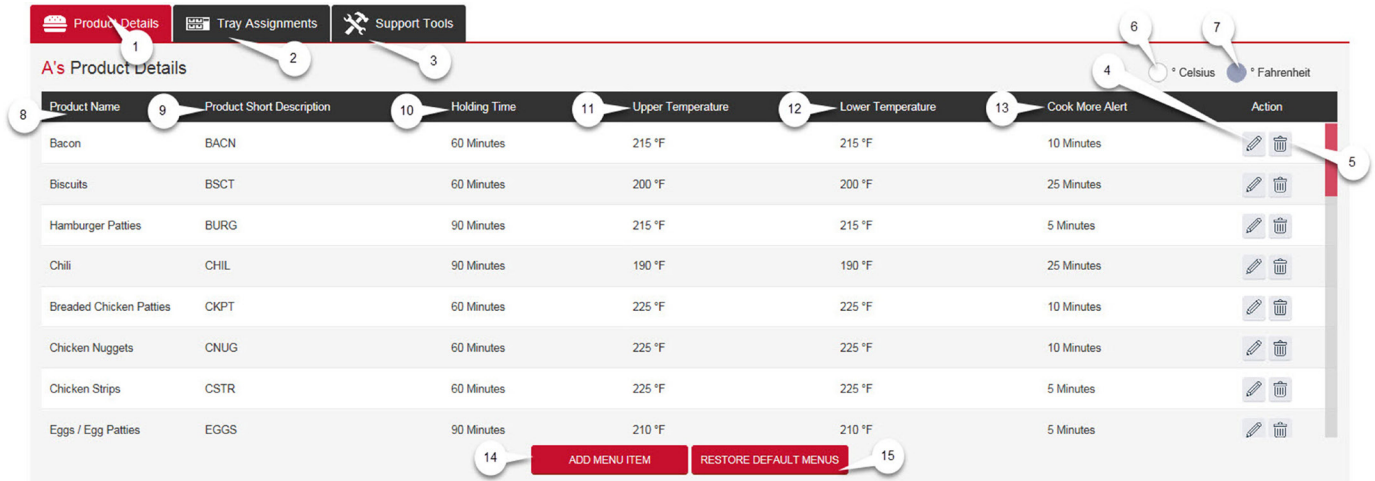 Product Details Tray Assignments Support Tools
1 2 3
A's Product Details
6 7
4 ° Celsius ° Fahrenheit
8 Product Name 9 Product Short Description 10 Holding Time 11 Upper Temperature 12 Lower Temperature 13 Cook More Alert Action
Bacon BACN 60 Minutes 215 °F 215 °F 10 Minutes
5
Biscuits BSCT 60 Minutes 200 °F 200 °F 25 Minutes
Hamburger Patties BURG 90 Minutes 215 °F 215 °F 5 Minutes
Chili CHIL 90 Minutes 190 °F 190 °F 25 Minutes
Breaded Chicken Patties CKPT 60 Minutes 225 °F 225 °F 10 Minutes
Chicken Nuggets CNUG 60 Minutes 225 °F 225 °F 10 Minutes
Chicken Strips CSTR 60 Minutes 225 °F 225 °F 5 Minutes
Eggs / Egg Patties EGGS 90 Minutes 210 °F 210 °F 5 Minutes
14 ADD MENU ITEM RESTORE DEFAULT MENUS 15